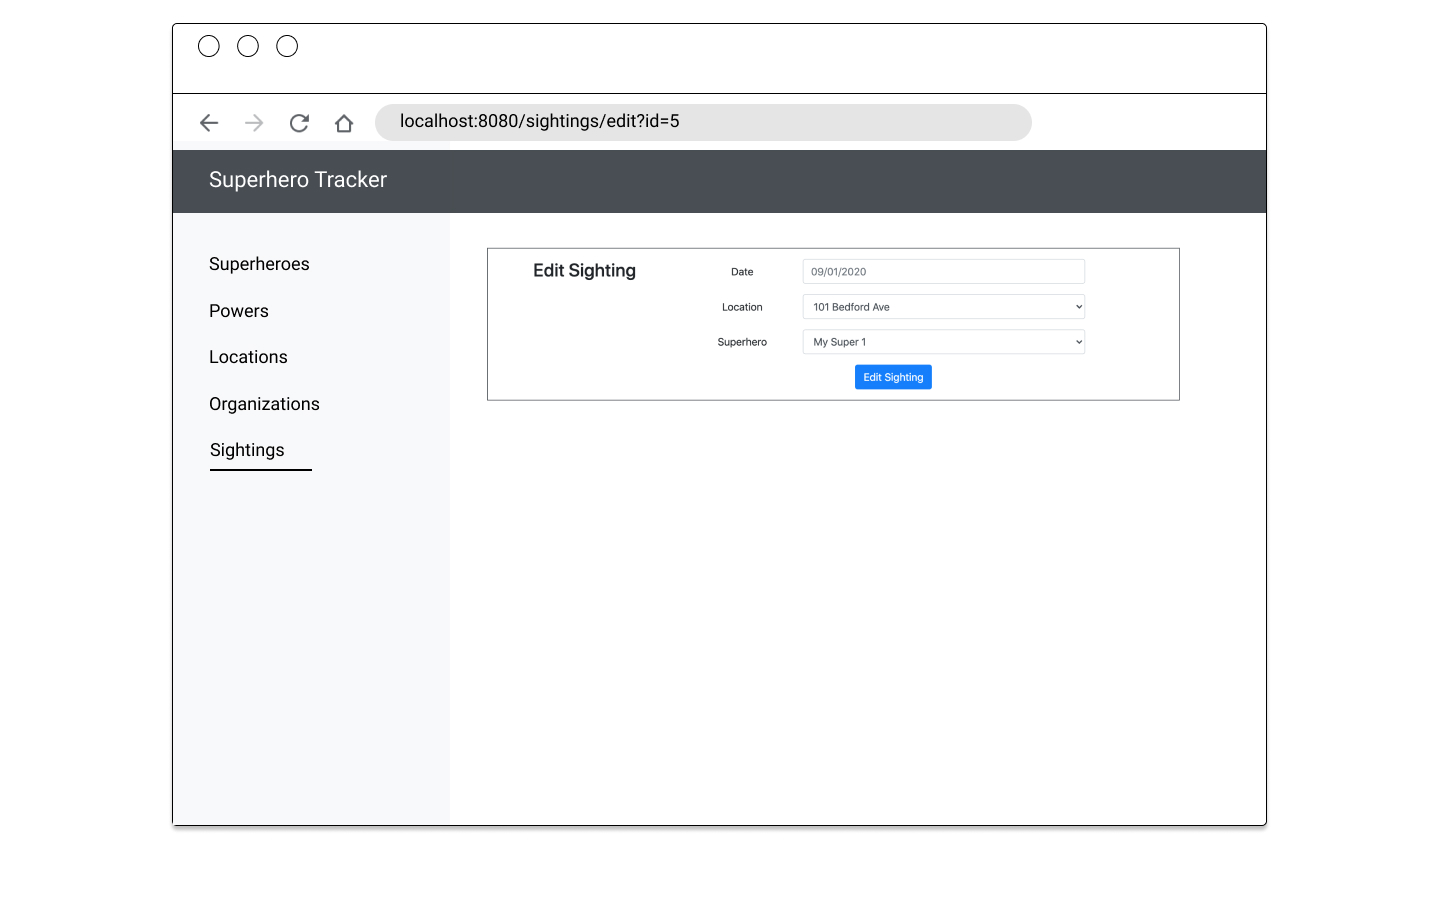 localhost:8080/sightings/edit?id=5
Superhero Tracker
Superheroes
Powers
Locations
Organizations
Sightings
Edit Sighting
Date
09/01/2020
Location
101 Bedford Ave
Superhero
My Super 1
Edit Sighting